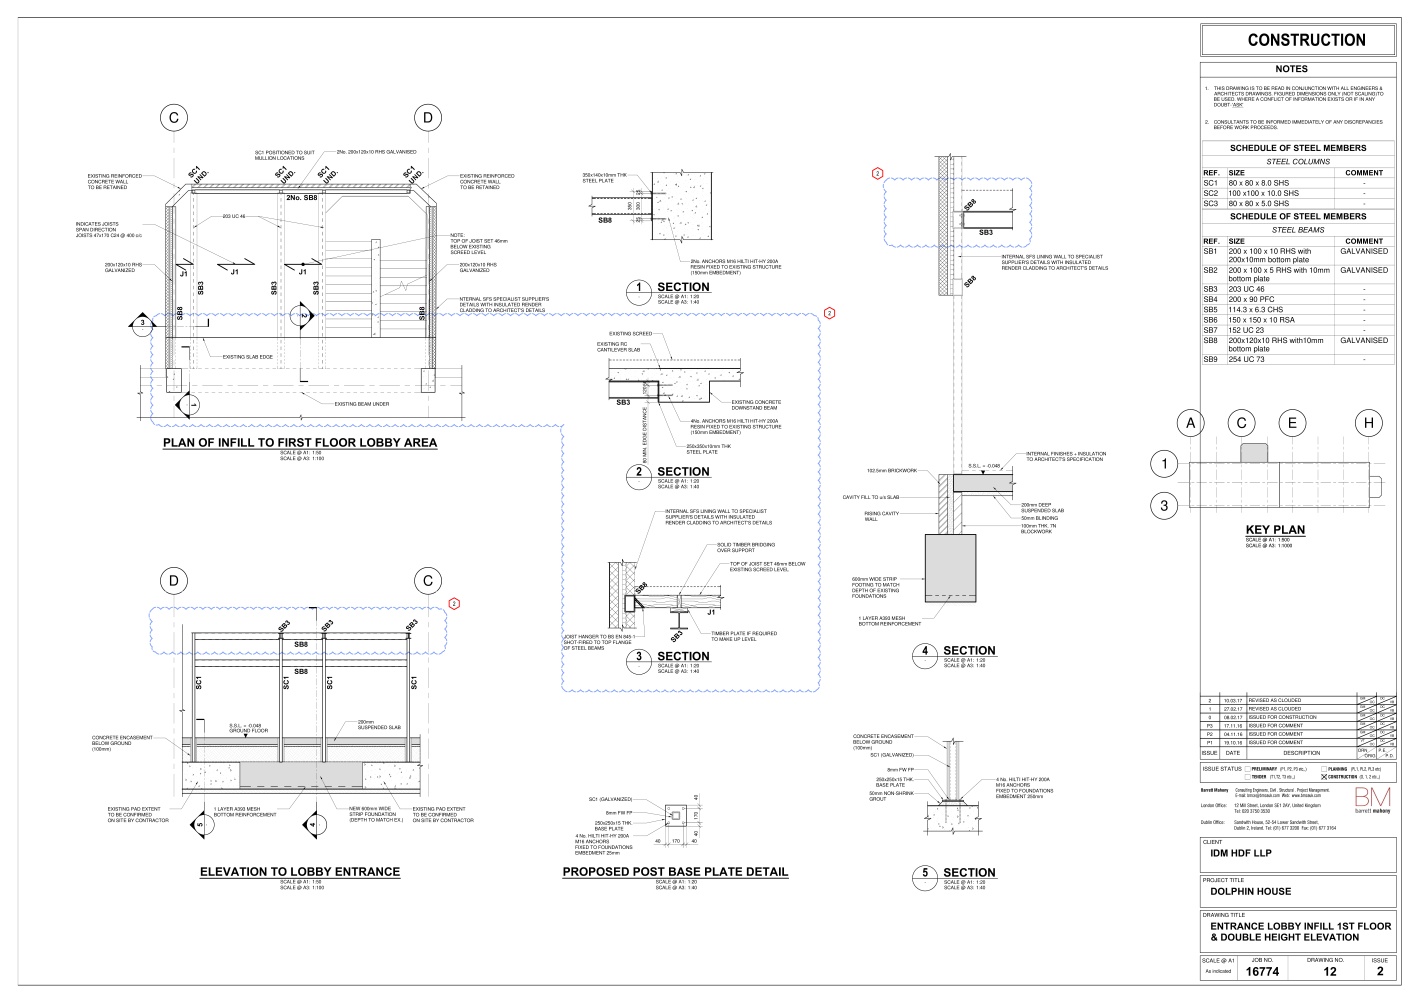 C
D
SC1 POSITIONED TO SUIT
MULLION LOCATIONS
2No. 200x120x10 RHS GALVANISED
EXISTING REINFORCED
CONCRETE WALL
TO BE RETAINED
SC1
UND.
SC1
UND.
SC1
UND.
EXISTING REINFORCED
CONCRETE WALL
TO BE RETAINED
2No. SB8
203 UC 46
INDICATES JOISTS
SPAN DIRECTION
JOISTS 47x170 C24 @ 400 c/c
NOTE:
TOP OF JOIST SET 46mm
BELOW EXISTING
SCREED LEVEL
200x120x10 RHS
GALVANIZED
J1
J1
J1
200x120x10 RHS
GALVANIZED
SB3
SB3
SB3
SB8
SB8
INTERNAL SFS SPECIALIST SUPPLIER'S
DETAILS WITH INSULATED RENDER
CLADDING TO ARCHITECT'S DETAILS
3
2
EXISTING SLAB EDGE
EXISTING BEAM UNDER
1
PLAN OF INFILL TO FIRST FLOOR LOBBY AREA
SCALE @ A1: 1:50
SCALE @ A3: 1:100
D
C
2
SB3
SB3
SB3
SB8
SB8
SC1
SC1
SC1
SC1
S.S.L. = -0.048
GROUND FLOOR
200mm
SUSPENDED SLAB
CONCRETE ENCASEMENT
BELOW GROUND
(100mm)
EXISTING PAD EXTENT
TO BE CONFIRMED
ON SITE BY CONTRACTOR
1 LAYER A393 MESH
BOTTOM REINFORCEMENT
NEW 600mm WIDE
STRIP FOUNDATION
(DEPTH TO MATCH EX.)
EXISTING PAD EXTENT
TO BE CONFIRMED
ON SITE BY CONTRACTOR
5
4
ELEVATION TO LOBBY ENTRANCE
SCALE @ A1: 1:50
SCALE @ A3: 1:100
350x140x10mm THK
STEEL PLATE
25
350
300
25
SB8
2No. ANCHORS M16 HILTI HIT-HY 200A
RESIN FIXED TO EXISTING STRUCTURE
(150mm EMBEDMENT)
1
SECTION
SCALE @ A1: 1:20
SCALE @ A3: 1:40
2
EXISTING SCREED
EXISTING RC
CANTILEVER SLAB
SB3
EXISTING CONCRETE
DOWNSTAND BEAM
4No. ANCHORS M16 HILTI HIT-HY 200A
RESIN FIXED TO EXISTING STRUCTURE
(150mm EMBEDMENT)
80 MIN. EDGE DISTANCE
250x350x10mm THK
STEEL PLATE
2
SECTION
SCALE @ A1: 1:20
SCALE @ A3: 1:40
INTERNAL SFS LINING WALL TO SPECIALIST
SUPPLIER'S DETAILS WITH INSULATED
RENDER CLADDING TO ARCHITECT'S DETAILS
SOLID TIMBER BRIDGING
OVER SUPPORT
TOP OF JOIST SET 46mm BELOW
EXISTING SCREED LEVEL
SB8
J1
SB3
JOIST HANGER TO BS EN 845-1
SHOT-FIRED TO TOP FLANGE
OF STEEL BEAMS
TIMBER PLATE IF REQUIRED
TO MAKE UP LEVEL
3
SECTION
SCALE @ A1: 1:20
SCALE @ A3: 1:40
SC1 (GALVANIZED)
6mm FW FP
250x250x15 THK
BASE PLATE
4 No. HILTI HIT-HY 200A
M16 ANCHORS
FIXED TO FOUNDATIONS
EMBEDMENT 25mm
40
170
40
40 170 40
PROPOSED POST BASE PLATE DETAIL
SCALE @ A1: 1:20
SCALE @ A3: 1:40
2
SB8
SB3
INTERNAL SFS LINING WALL TO SPECIALIST
SUPPLIER'S DETAILS WITH INSULATED
RENDER CLADDING TO ARCHITECT'S DETAILS
SB8
INTERNAL FINISHES + INSULATION
TO ARCHITECT'S SPECIFICATION
102.5mm BRICKWORK
S.S.L. = -0.048
CAVITY FILL TO u/s SLAB
RISING CAVITY
WALL
200mm DEEP
SUSPENDED SLAB
50mm BLINDING
100mm THK. 7N
BLOCKWORK
600mm WIDE STRIP
FOOTING TO MATCH
DEPTH OF EXISTING
FOUNDATIONS
1 LAYER A393 MESH
BOTTOM REINFORCEMENT
4
SECTION
SCALE @ A1: 1:20
SCALE @ A3: 1:40
CONCRETE ENCASEMENT
BELOW GROUND
(100mm)
SC1 (GALVANIZED)
8mm FW FP
250x250x15 THK
BASE PLATE
50mm NON-SHRINK
GROUT
4 No. HILTI HIT-HY 200A
M16 ANCHORS
FIXED TO FOUNDATIONS
EMBEDMENT 250mm
5
SECTION
SCALE @ A1: 1:20
SCALE @ A3: 1:40
CONSTRUCTION
NOTES
1. THIS DRAWING IS TO BE READ IN CONJUNCTION WITH ALL ENGINEERS &
ARCHITECTS DRAWINGS. FIGURED DIMENSIONS ONLY (NOT SCALING)TO
BE USED. WHERE A CONFLICT OF INFORMATION EXISTS OR IF IN ANY
DOUBT- 'ASK'
2. CONSULTANTS TO BE INFORMED IMMEDIATELY OF ANY DISCREPANCIES
BEFORE WORK PROCEEDS.
SCHEDULE OF STEEL MEMBERS
STEEL COLUMNS
REF. SIZE COMMENT
SC1 80 x 80 x 8.0 SHS -
SC2 100 x100 x 10.0 SHS -
SC3 80 x 80 x 5.0 SHS -
SCHEDULE OF STEEL MEMBERS
STEEL BEAMS
REF. SIZE COMMENT
SB1 200 x 100 x 10 RHS with GALVANISED
200x10mm bottom plate
SB2 200 x 100 x 5 RHS with 10mm GALVANISED
bottom plate
SB3 203 UC 46 -
SB4 200 x 90 PFC -
SB5 114.3 x 6.3 CHS -
SB6 150 x 150 x 10 RSA -
SB7 152 UC 23 -
SB8 200x120x10 RHS with10mm GALVANISED
bottom plate
SB9 254 UC 73 -
A C E H
1
3
KEY PLAN
SCALE @ A1: 1:500
SCALE @ A3: 1:1000
2 10.03.17 REVISED AS CLOUDED
1 27.02.17 REVISED AS CLOUDED
0 08.02.17 ISSUED FOR CONSTRUCTION
P3 17.11.16 ISSUED FOR COMMENT
P2 04.11.16 ISSUED FOR COMMENT
P1 19.10.16 ISSUED FOR COMMENT
ISSUE DATE DESCRIPTION DRN. ORG. P.E. P.D.
ISSUE STATUS PRELIMINARY (P1, P2, P3 etc,,) PLANNING (PL1, PL2, PL3 etc)
TENDER (T1,T2, T3 etc,,) CONSTRUCTION (0, 1, 2 etc,)
Barrett Mahony Consulting Engineers, Civil . Structural . Project Management.
London Office: 12 Mill Street, London SE1 2AY, United Kingdom
Tel: 020 3750 3530
Dublin Office: Sandwith House, 52-54 Lower Sandwith Street,
Dublin 2, Ireland. Tel: (01) 677 3200 Fax: (01) 677 3164
BM
barrett mahony
CLIENT
IDM HDF LLP
PROJECT TITLE
DOLPHIN HOUSE
DRAWING TITLE
ENTRANCE LOBBY INFILL 1ST FLOOR
& DOUBLE HEIGHT ELEVATION
SCALE @ A1 JOB NO. DRAWING NO. ISSUE
As indicated 16774 12 2